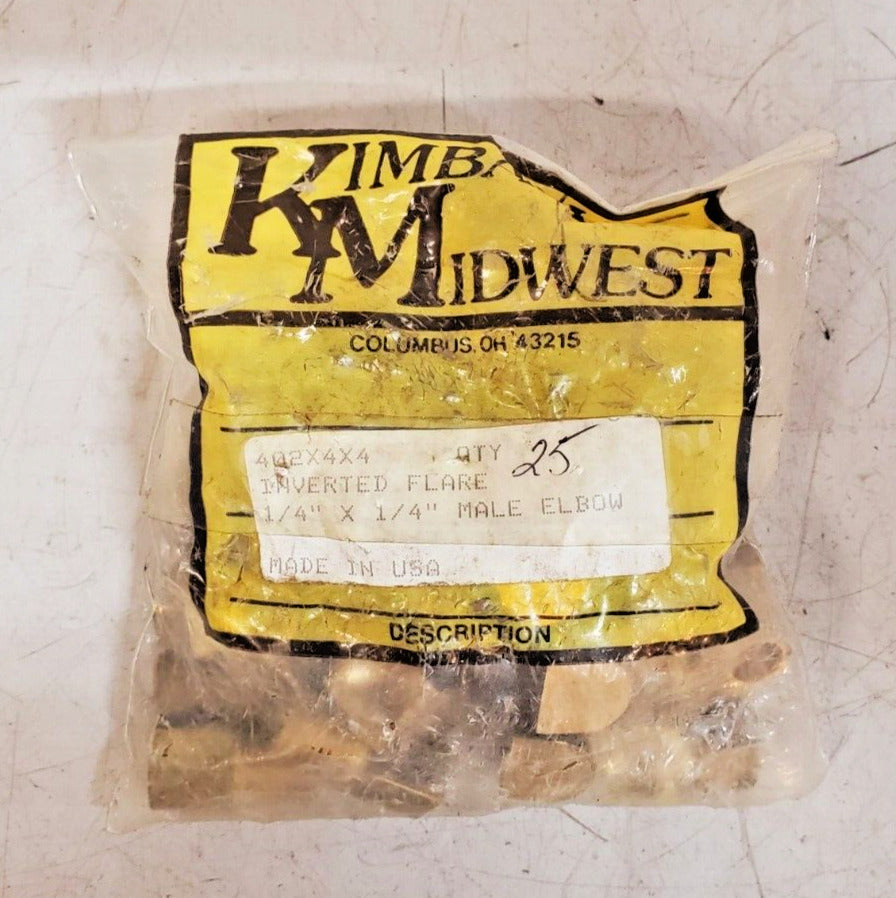 KIMBA
MIDWEST
COLUMBUS, OH 43215
402X4X4 QTY 25
INVERTED FLARE
1/4" X 1/4" MALE ELBOW
MADE IN USA
DESCRIPTION